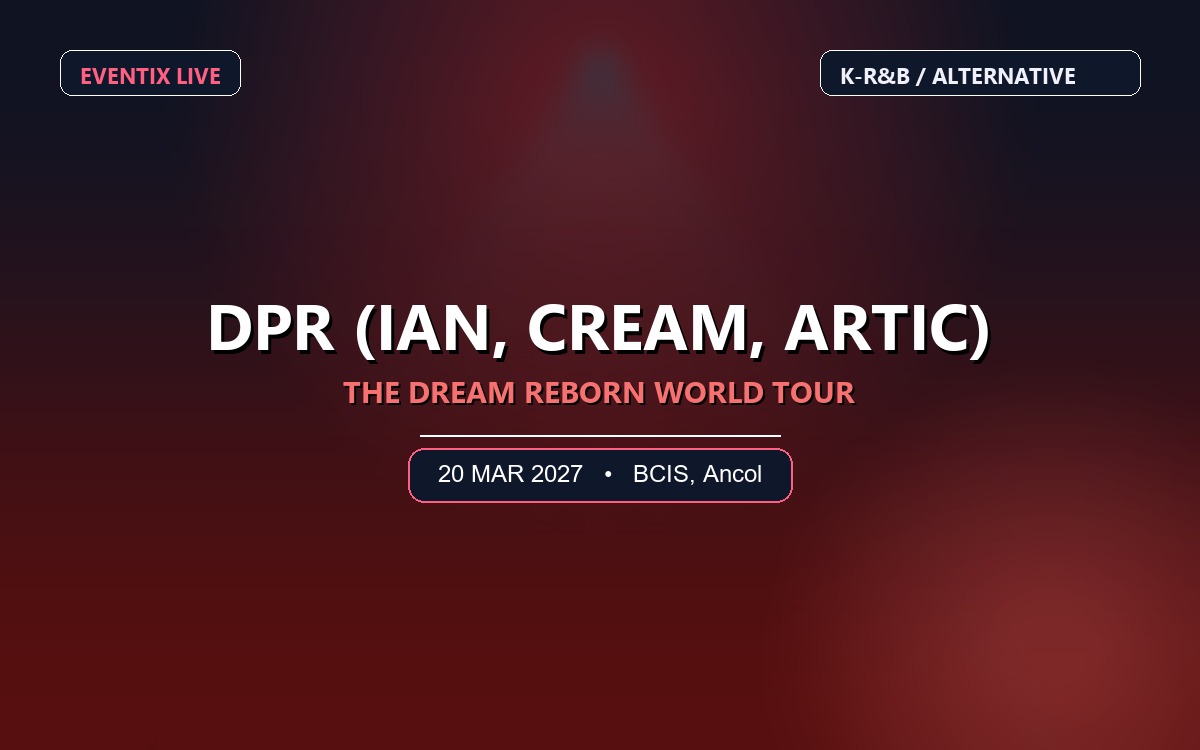 EVENTIX LIVE
K-R&B / ALTERNATIVE
DPR (IAN, CREAM, ARTIC)
THE DREAM REBORN WORLD TOUR
20 MAR 2027 • BCIS, Ancol